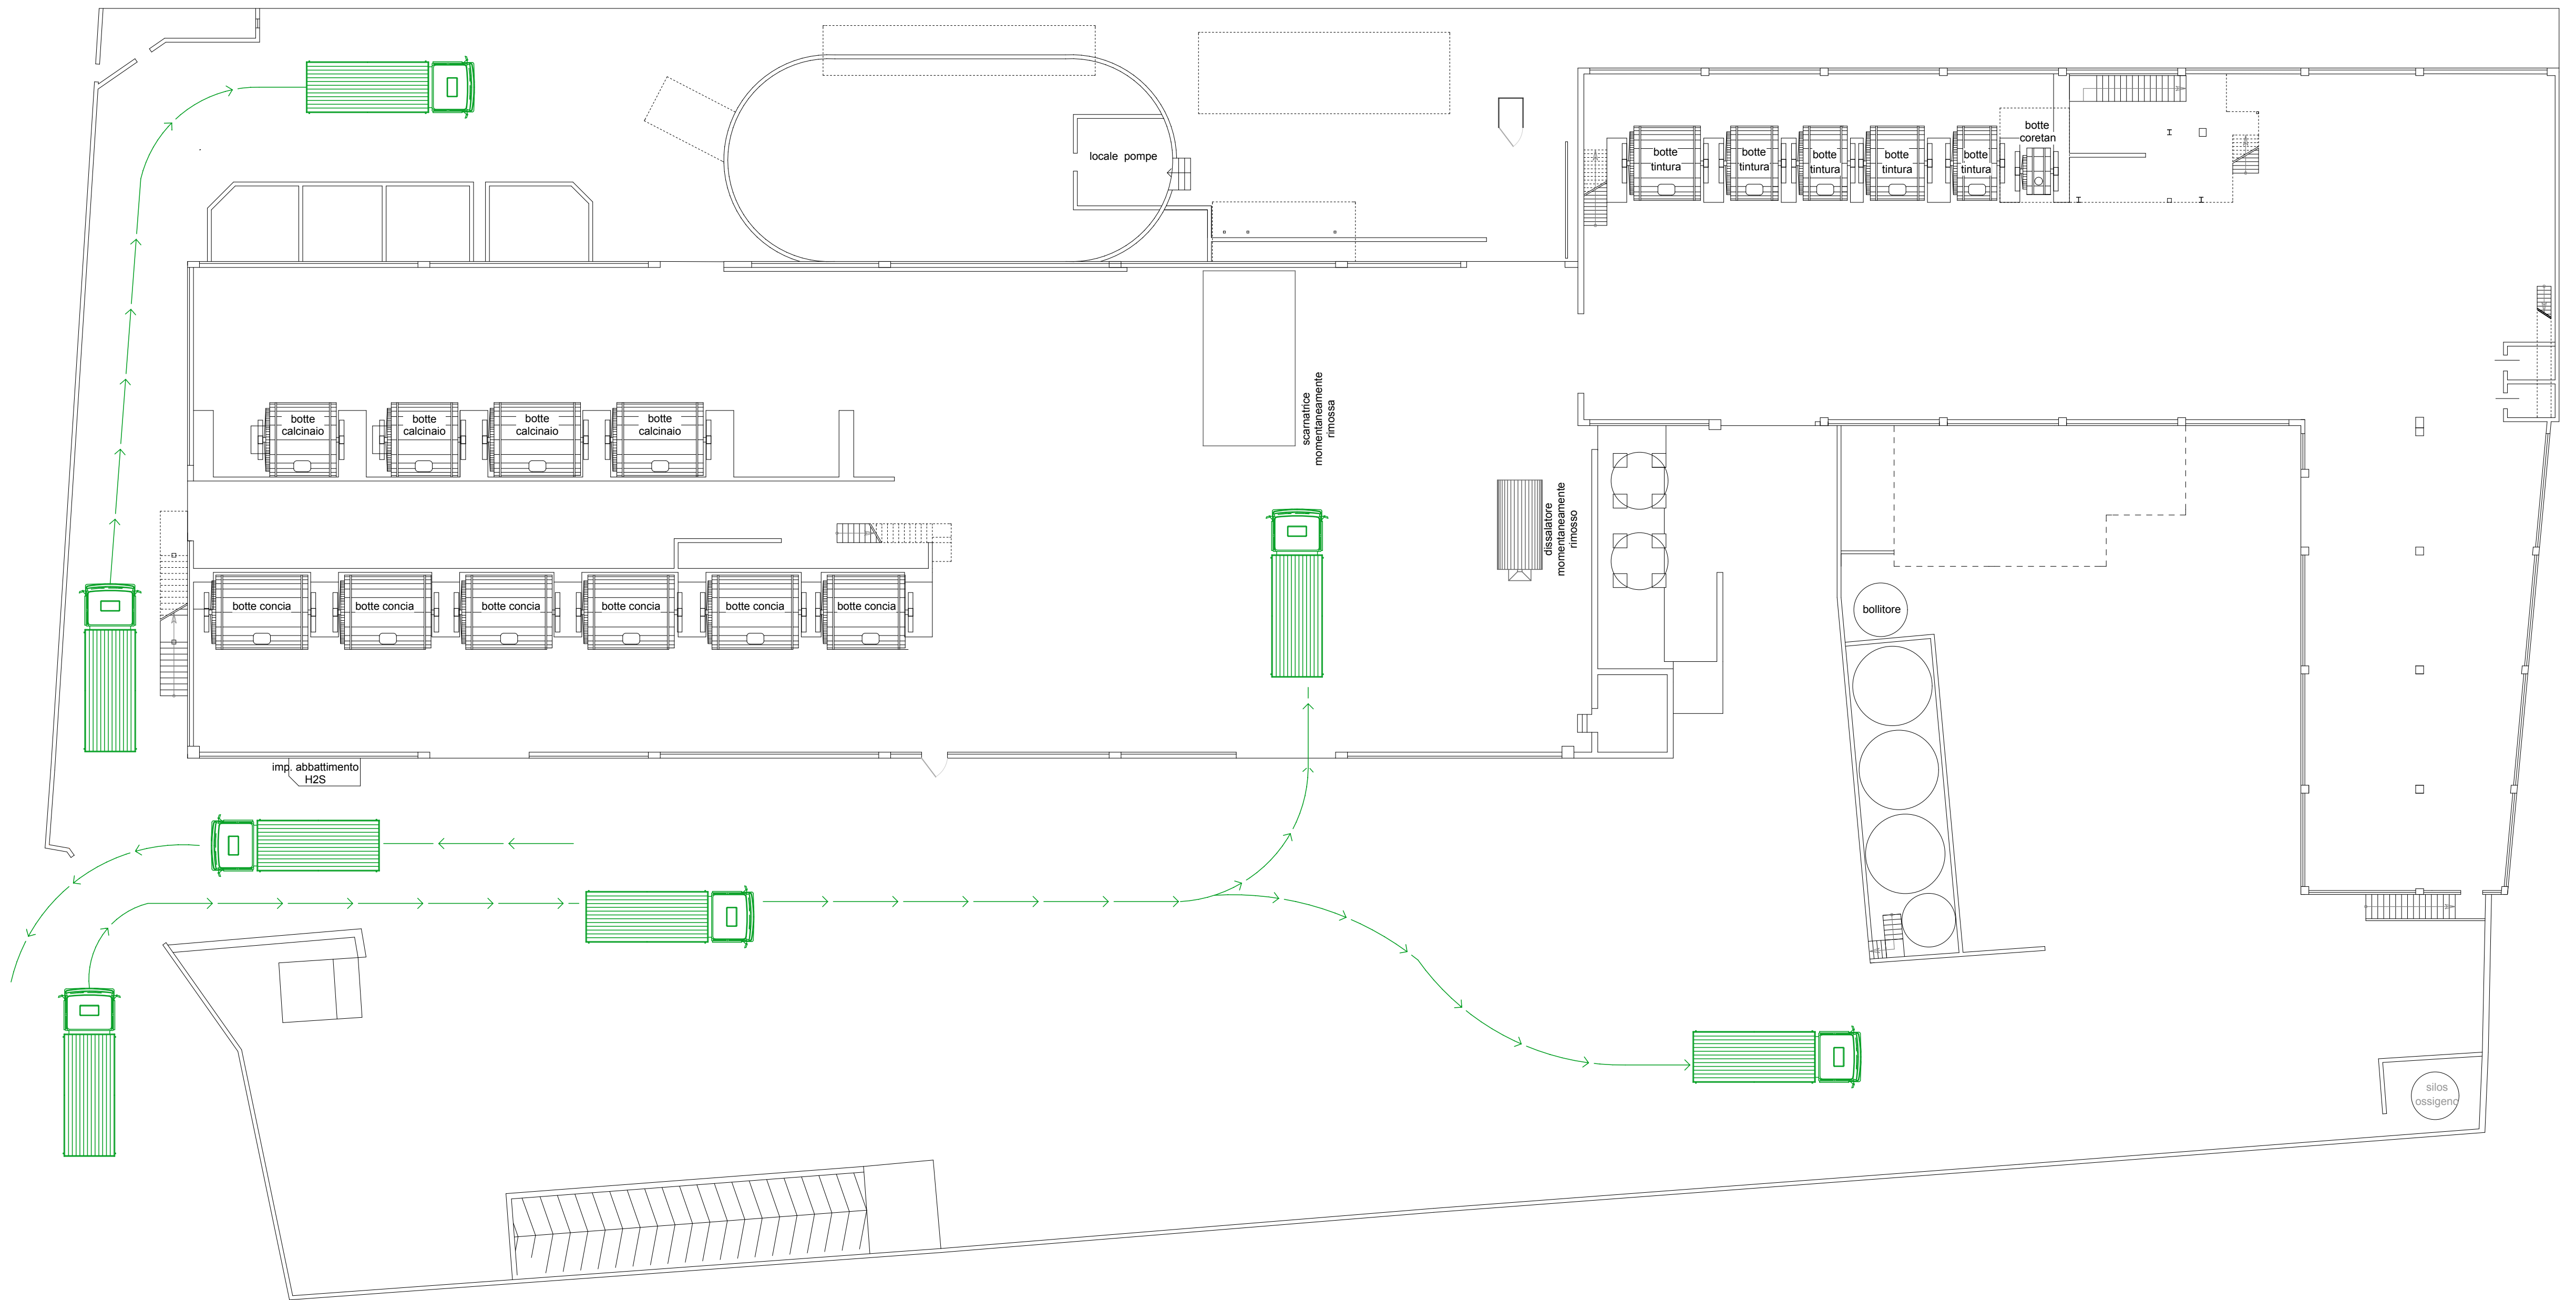 locale pompe
botte
tintura
botte
tintura
botte
tintura
botte
tintura
botte
tintura
botte
coretan
botte
calcinaio
botte
calcinaio
botte
calcinaio
botte
calcinaio
scarnatrice
momentaneamente
rimossa
dissalatore
momentaneamente
rimosso
botte concia
botte concia
botte concia
botte concia
botte concia
botte concia
bollitore
imp. abbattimento
H2S
silos
ossigeno